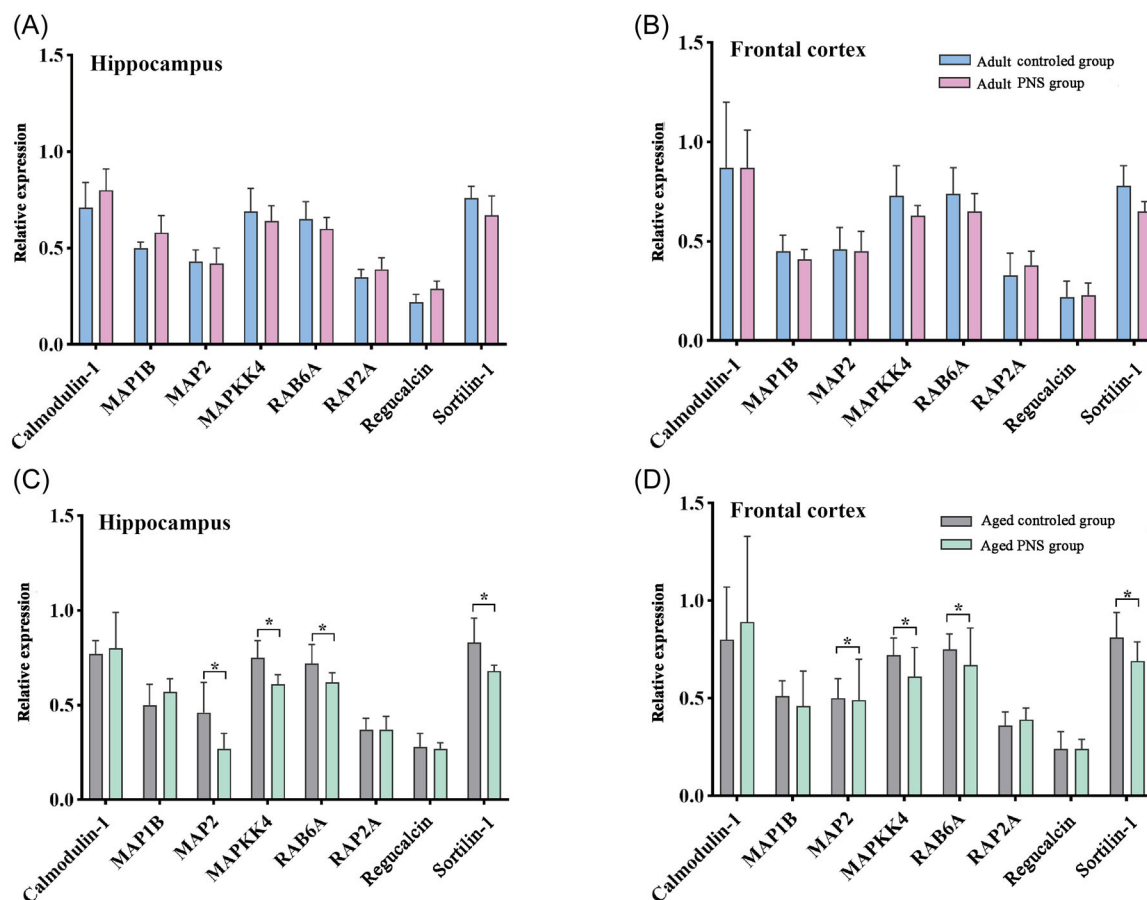 (A)
Hippocampus
Relative expression
1.5
1.0
0.5
0.0
Calmodulin-1
MAP1B
MAP2
MAPKK4
RAB6A
RAP2A
Regucalcin
Sortilin-1
(B)
Frontal cortex
Adult controled group
Adult PNS group
Relative expression
1.5
1.0
0.5
0.0
Calmodulin-1
MAP1B
MAP2
MAPKK4
RAB6A
RAP2A
Regucalcin
Sortilin-1
(C)
Hippocampus
Relative expression
1.5
1.0
0.5
0.0
*
*
*
*
Calmodulin-1
MAP1B
MAP2
MAPKK4
RAB6A
RAP2A
Regucalcin
Sortilin-1
(D)
Frontal cortex
Aged controled group
Aged PNS group
Relative expression
1.5
1.0
0.5
0.0
*
*
*
*
Calmodulin-1
MAP1B
MAP2
MAPKK4
RAB6A
RAP2A
Regucalcin
Sortilin-1